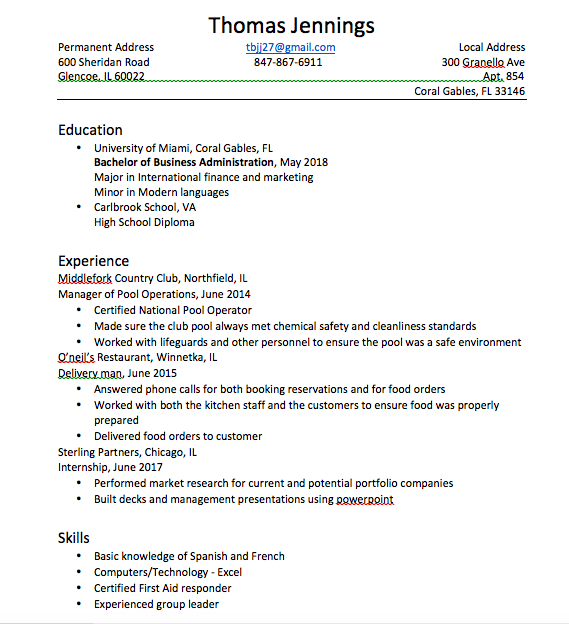 Thomas Jennings
Permanent Address tbjj27@gmail.com Local Address
600 Sheridan Road 847-867-6911 300 Granello Ave
Glencoe, IL 60022 Apt. 854
Coral Gables, FL 33146
Education
• University of Miami, Coral Gables, FL
Bachelor of Business Administration, May 2018
Major in International finance and marketing
Minor in Modern languages
• Carlbrook School, VA
High School Diploma
Experience
Middlefork Country Club, Northfield, IL
Manager of Pool Operations, June 2014
• Certified National Pool Operator
• Made sure the club pool always met chemical safety and cleanliness standards
• Worked with lifeguards and other personnel to ensure the pool was a safe environment
O’neil’s Restaurant, Winnetka, IL
Delivery man, June 2015
• Answered phone calls for both booking reservations and for food orders
• Worked with both the kitchen staff and the customers to ensure food was properly
prepared
• Delivered food orders to customer
Sterling Partners, Chicago, IL
Internship, June 2017
• Performed market research for current and potential portfolio companies
• Built decks and management presentations using powerpoint
Skills
• Basic knowledge of Spanish and French
• Computers/Technology - Excel
• Certified First Aid responder
• Experienced group leader